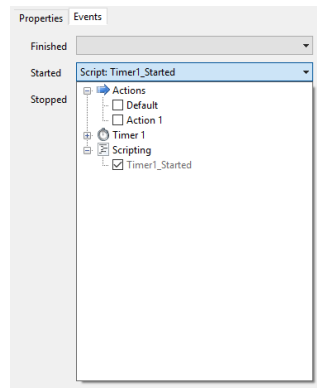 Properties Events
Finished
Started Script: Timer1_Started
Stopped
Actions
Default
Action 1
Timer 1
Scripting
Timer1_Started